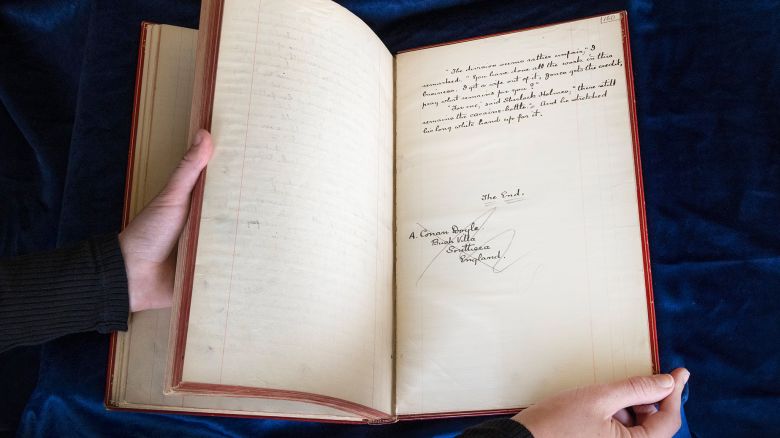 160
"The division seems rather unfair," I
remarked. "You have done all the work in this
business. I get a wife out of it, Jones gets the credit,
pray what remains for you?"
"For me," said Sherlock Holmes, "there still
remains the cocaine-bottle." And he stretched
his long white hand up for it.
The End.
A. Conan Doyle
Bush Villa
Southsea
England.